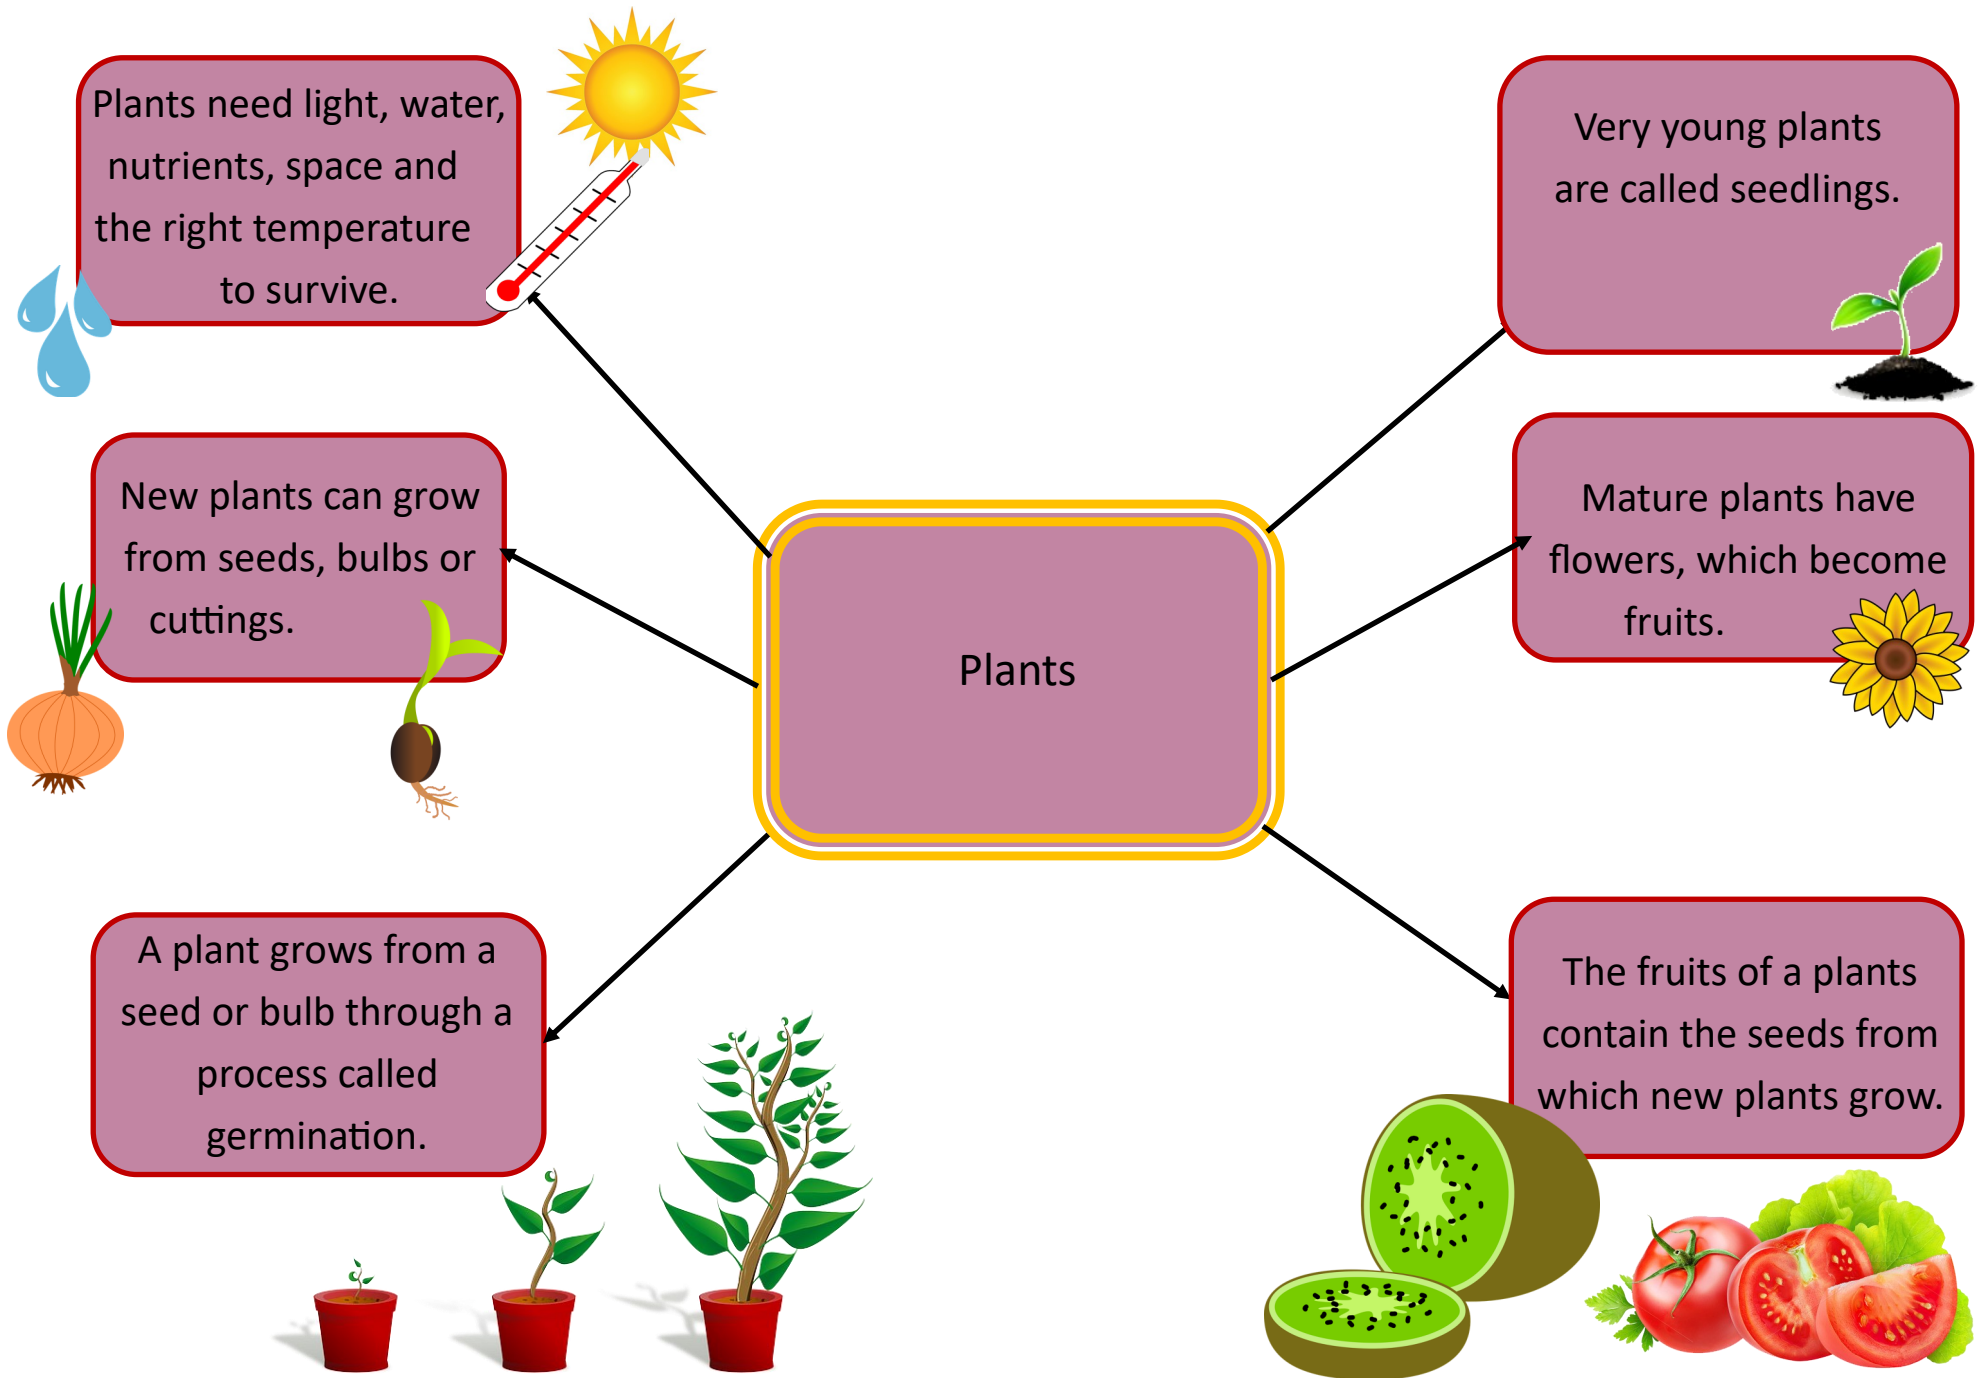 Plants need light, water,
nutrients, space and
the right temperature
to survive.
New plants can grow
from seeds, bulbs or
cuttings.
A plant grows from a
seed or bulb through a
process called
germination.
Plants
Very young plants
are called seedlings.
Mature plants have
flowers, which become
fruits.
The fruits of a plants
contain the seeds from
which new plants grow.